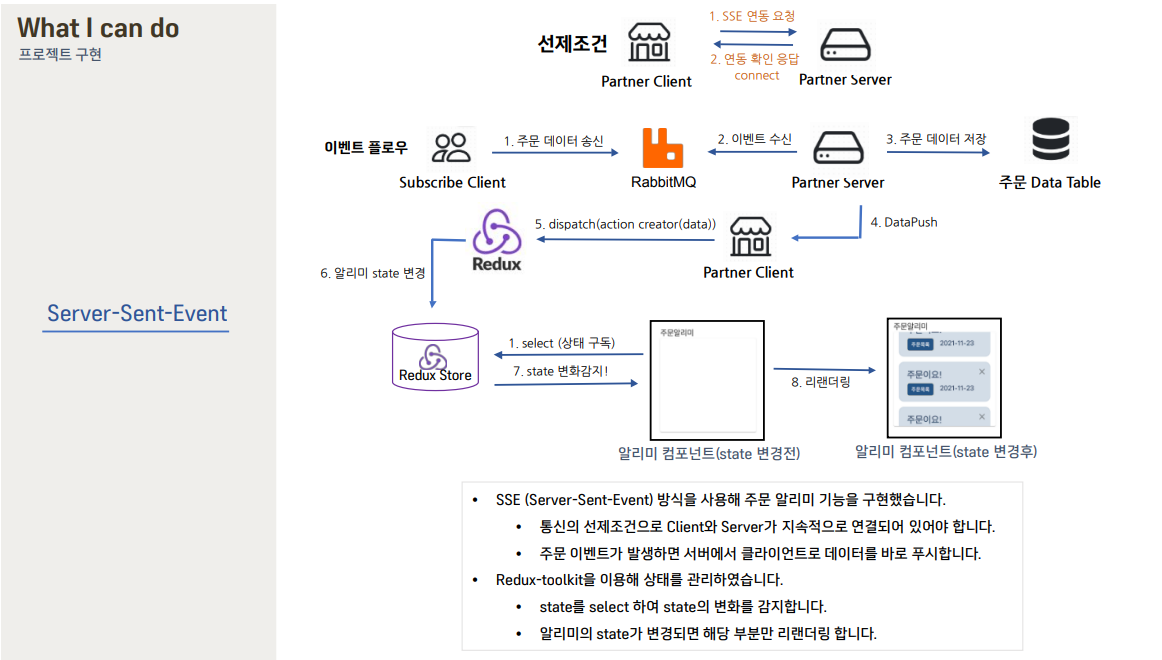 What I can do
프로젝트 구현
Server-Sent-Event
선제조건
1. SSE 연동 요청
2. 연동 확인 응답
connect
Partner Client
Partner Server
이벤트 플로우
1. 주문 데이터 송신
2. 이벤트 수신
3. 주문 데이터 저장
Subscribe Client
RabbitMQ
Partner Server
주문 Data Table
4. DataPush
5. dispatch(action creator(data))
Redux
Partner Client
6. 알리미 state 변경
Redux Store
1. select (상태 구독)
7. state 변화감지!
주문알리미
8. 리랜더링
주문알리미
주문목록
2021-11-23
주문이요!
×
주문목록
2021-11-23
주문이요!
×
알리미 컴포넌트(state 변경전)
알리미 컴포넌트(state 변경후)
• SSE (Server-Sent-Event) 방식을 사용해 주문 알리미 기능을 구현했습니다.
• 통신의 선제조건으로 Client와 Server가 지속적으로 연결되어 있어야 합니다.
• 주문 이벤트가 발생하면 서버에서 클라이언트로 데이터를 바로 푸시합니다.
• Redux-toolkit을 이용해 상태를 관리하였습니다.
• state를 select 하여 state의 변화를 감지합니다.
• 알리미의 state가 변경되면 해당 부분만 리랜더링 합니다.